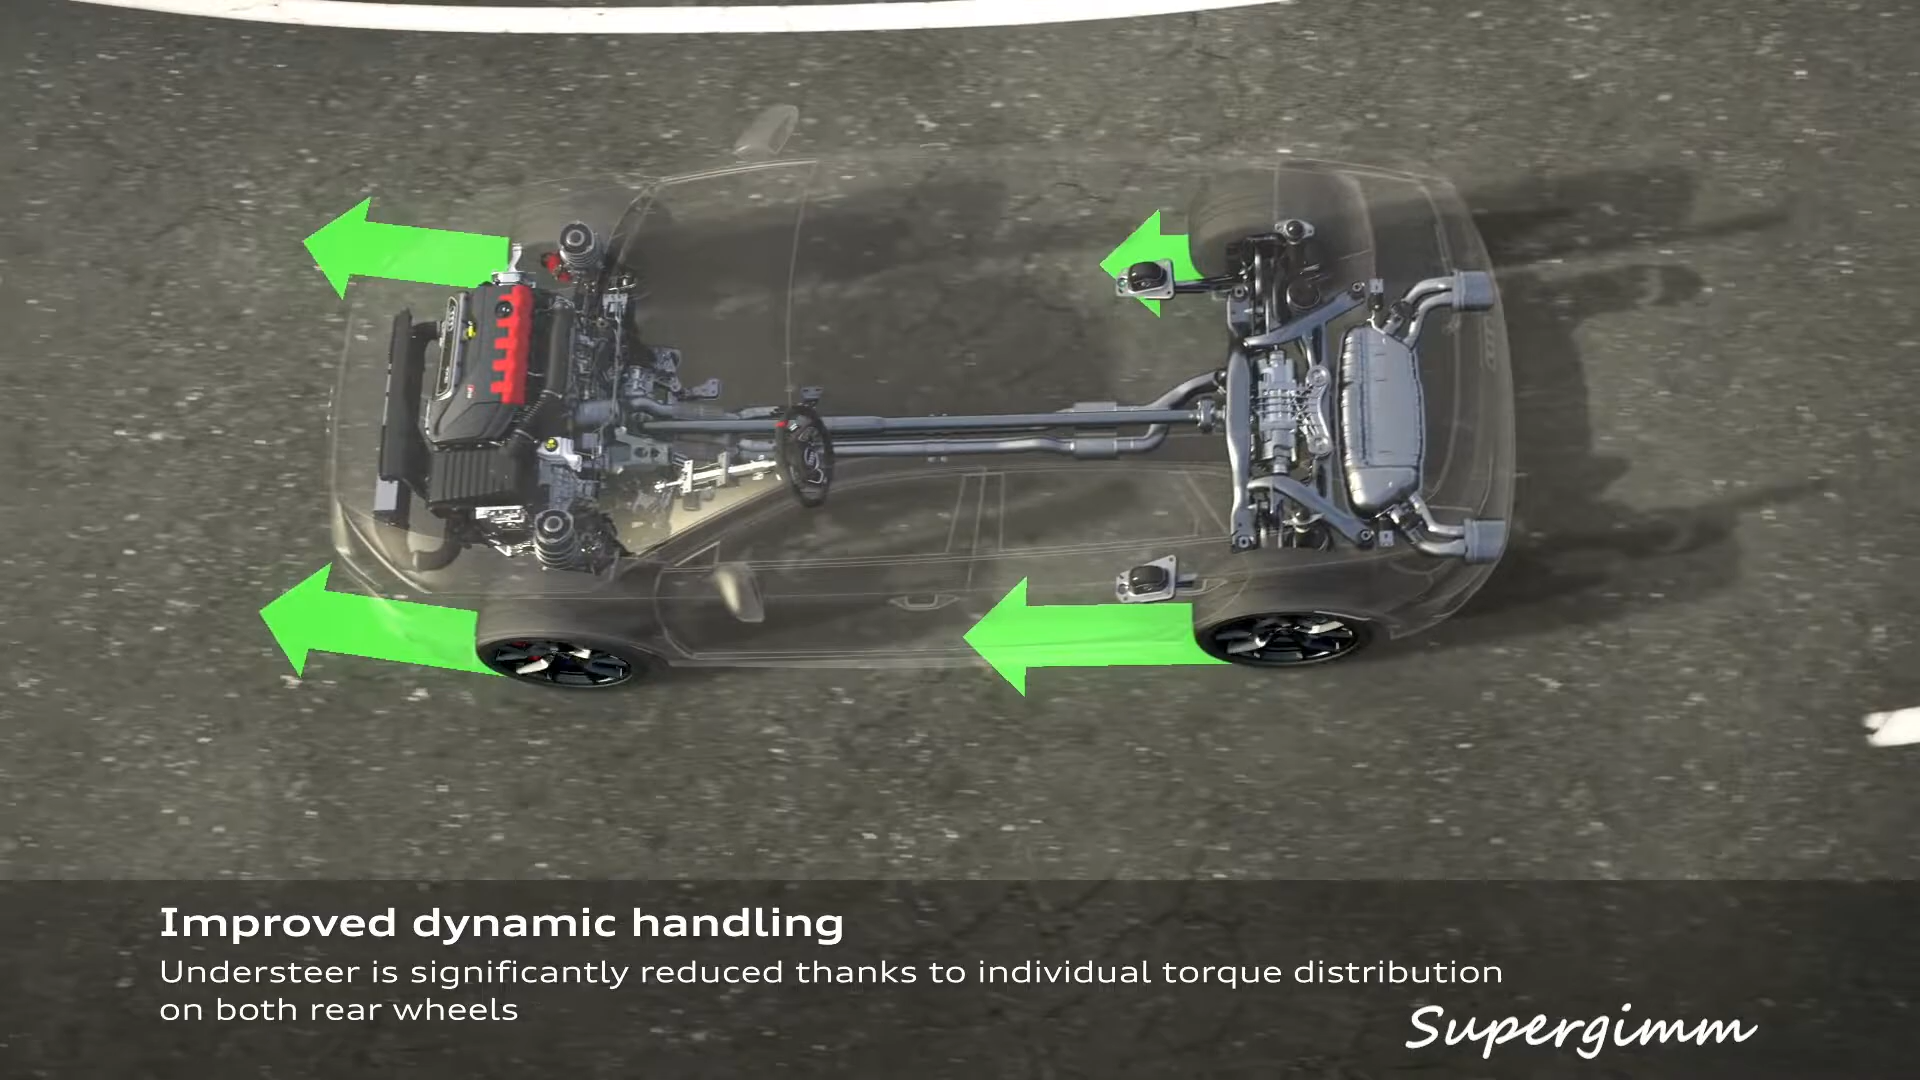 Improved dynamic handling
Understeer is significantly reduced thanks to individual torque distribution
on both rear wheels
Supergimm